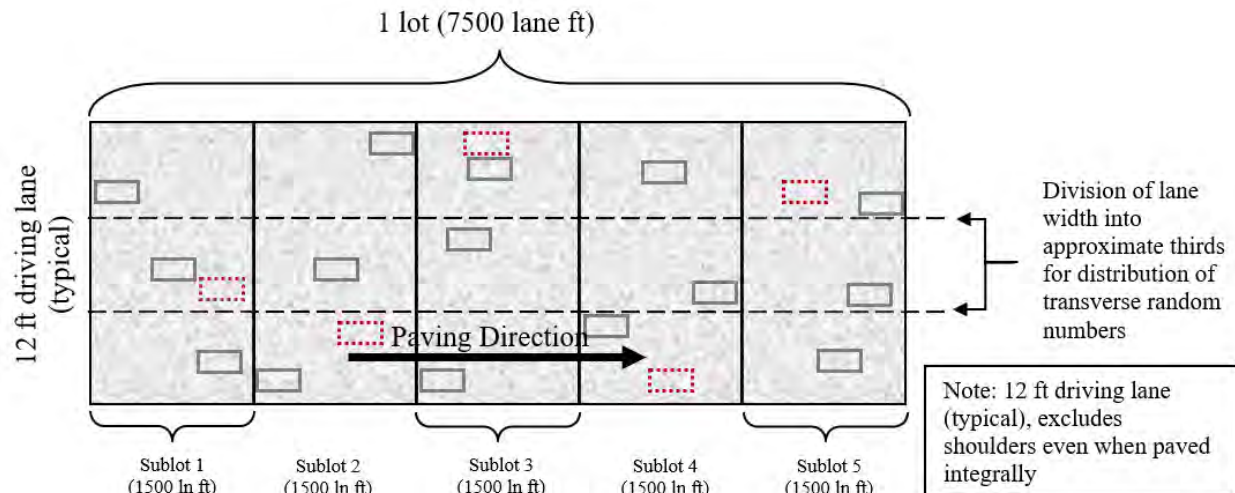 1 lot (7500 lane ft)
12 ft driving lane
(typical)
Paving Direction
Division of lane
width into
approximate thirds
for distribution of
transverse random
numbers
Note: 12 ft driving lane
(typical), excludes
shoulders even when paved
integrally
Sublot 1
(1500 ln ft)
Sublot 2
(1500 ln ft)
Sublot 3
(1500 ln ft)
Sublot 4
(1500 ln ft)
Sublot 5
(1500 ln ft)